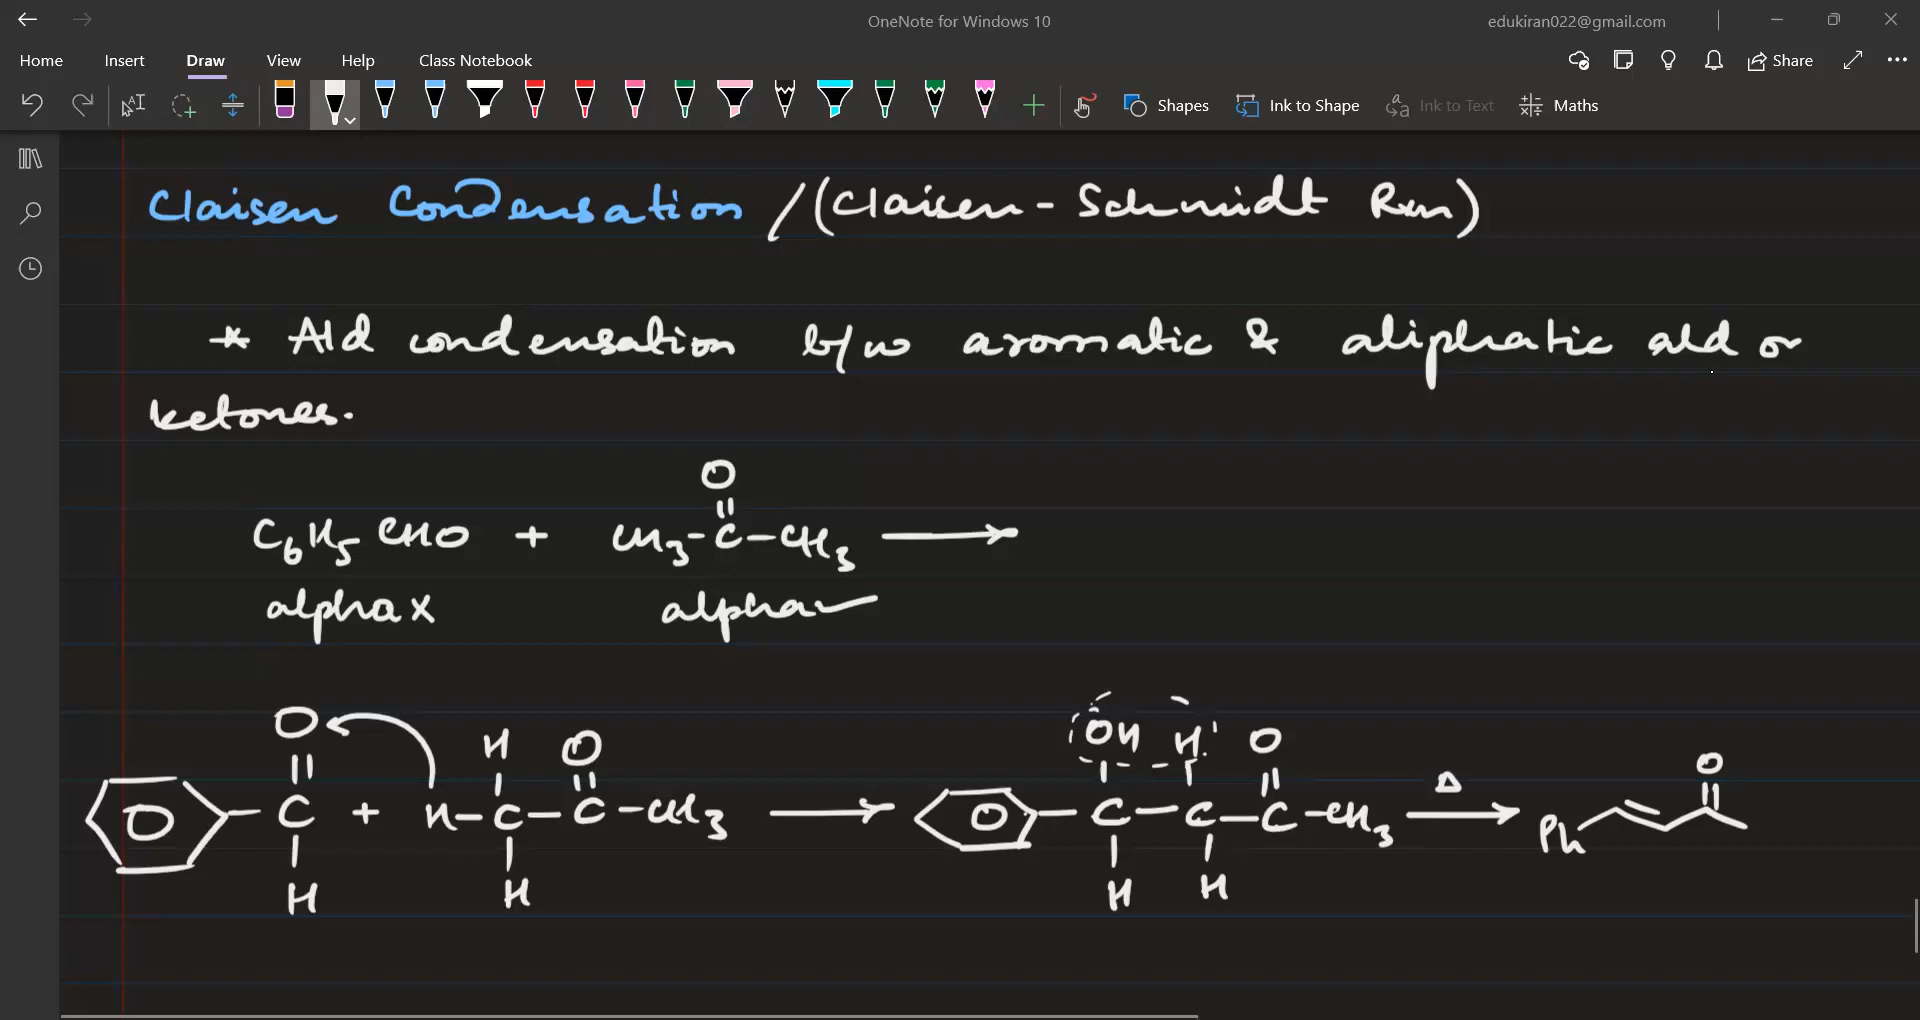 OneNote for Windows 10
edukiran022@gmail.com
Home Insert Draw View Help Class Notebook
Share
Shapes Ink to Shape Ink to Text Maths
Claisen Condensation /(Claisen-Schmidt Rxn)
* Ald condensation b/w aromatic & aliphatic ald or
ketones.
O
C6H5 CHO + CH3-C-CH3
alpha x alpha ✓
O H O OH H O Δ O
C + H-C-C-CH3 C-C-C-CH3 Ph
H H H H